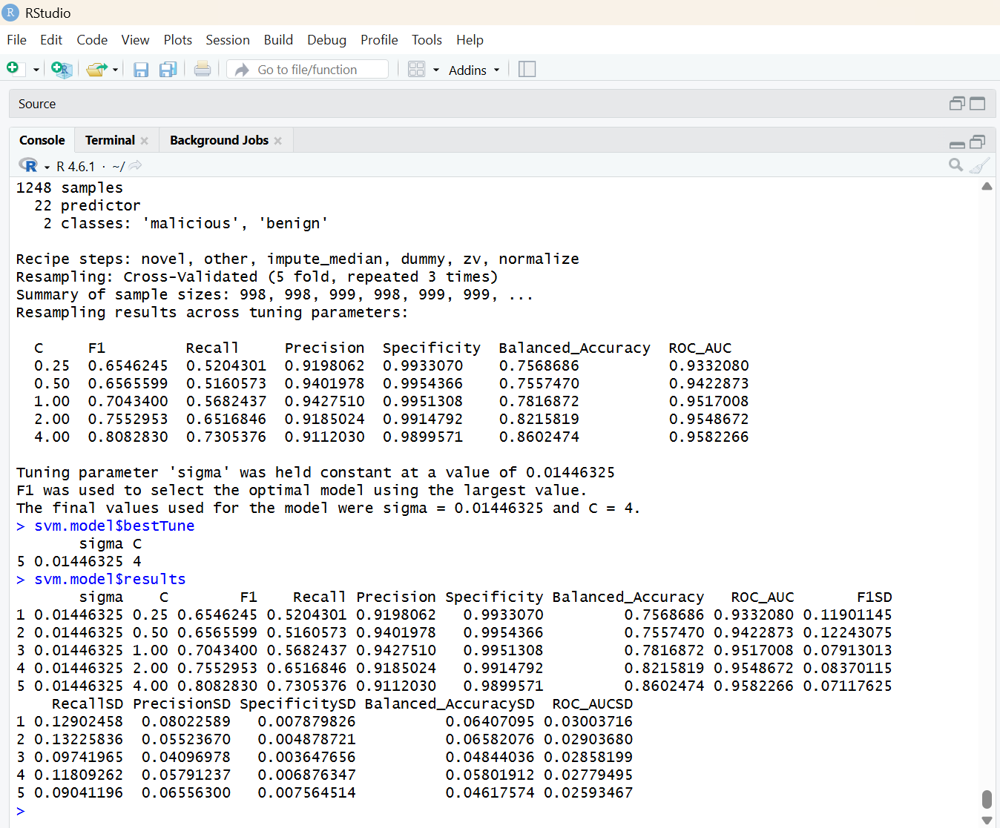 RStudio
File Edit Code View Plots Session Build Debug Profile Tools Help
Go to file/function Addins
Source
Console Terminal Background Jobs
R 4.6.1 · ~/
1248 samples
  22 predictor
   2 classes: 'malicious', 'benign'
Recipe steps: novel, other, impute_median, dummy, zv, normalize
Resampling: Cross-Validated (5 fold, repeated 3 times)
Summary of sample sizes: 998, 998, 999, 998, 999, 999, ...
Resampling results across tuning parameters:
  C     F1         Recall     Precision  Specificity  Balanced_Accuracy  ROC_AUC
  0.25  0.6546245  0.5204301  0.9198062  0.9933070    0.7568686          0.9332080
  0.50  0.6565599  0.5160573  0.9401978  0.9954366    0.7557470          0.9422873
  1.00  0.7043400  0.5682437  0.9427510  0.9951308    0.7816872          0.9517008
  2.00  0.7552953  0.6516846  0.9185024  0.9914792    0.8215819          0.9548672
  4.00  0.8082830  0.7305376  0.9112030  0.9899571    0.8602474          0.9582266
Tuning parameter 'sigma' was held constant at a value of 0.01446325
F1 was used to select the optimal model using the largest value.
The final values used for the model were sigma = 0.01446325 and C = 4.
> svm.model$bestTune
       sigma C
5 0.01446325 4
> svm.model$results
       sigma    C        F1    Recall Precision Specificity Balanced_Accuracy   ROC_AUC       F1SD
1 0.01446325 0.25 0.6546245 0.5204301 0.9198062   0.9933070         0.7568686 0.9332080 0.11901145
2 0.01446325 0.50 0.6565599 0.5160573 0.9401978   0.9954366         0.7557470 0.9422873 0.12243075
3 0.01446325 1.00 0.7043400 0.5682437 0.9427510   0.9951308         0.7816872 0.9517008 0.07913013
4 0.01446325 2.00 0.7552953 0.6516846 0.9185024   0.9914792         0.8215819 0.9548672 0.08370115
5 0.01446325 4.00 0.8082830 0.7305376 0.9112030   0.9899571         0.8602474 0.9582266 0.07117625
    RecallSD PrecisionSD SpecificitySD Balanced_AccuracySD  ROC_AUCSD
1 0.12902458  0.08022589   0.007879826          0.06407095 0.03003716
2 0.13225836  0.05523670   0.004878721          0.06582076 0.02903680
3 0.09741965  0.04096978   0.003647656          0.04844036 0.02858199
4 0.11809262  0.05791237   0.006876347          0.05801912 0.02779495
5 0.09041196  0.06556300   0.007564514          0.04617574 0.02593467
>